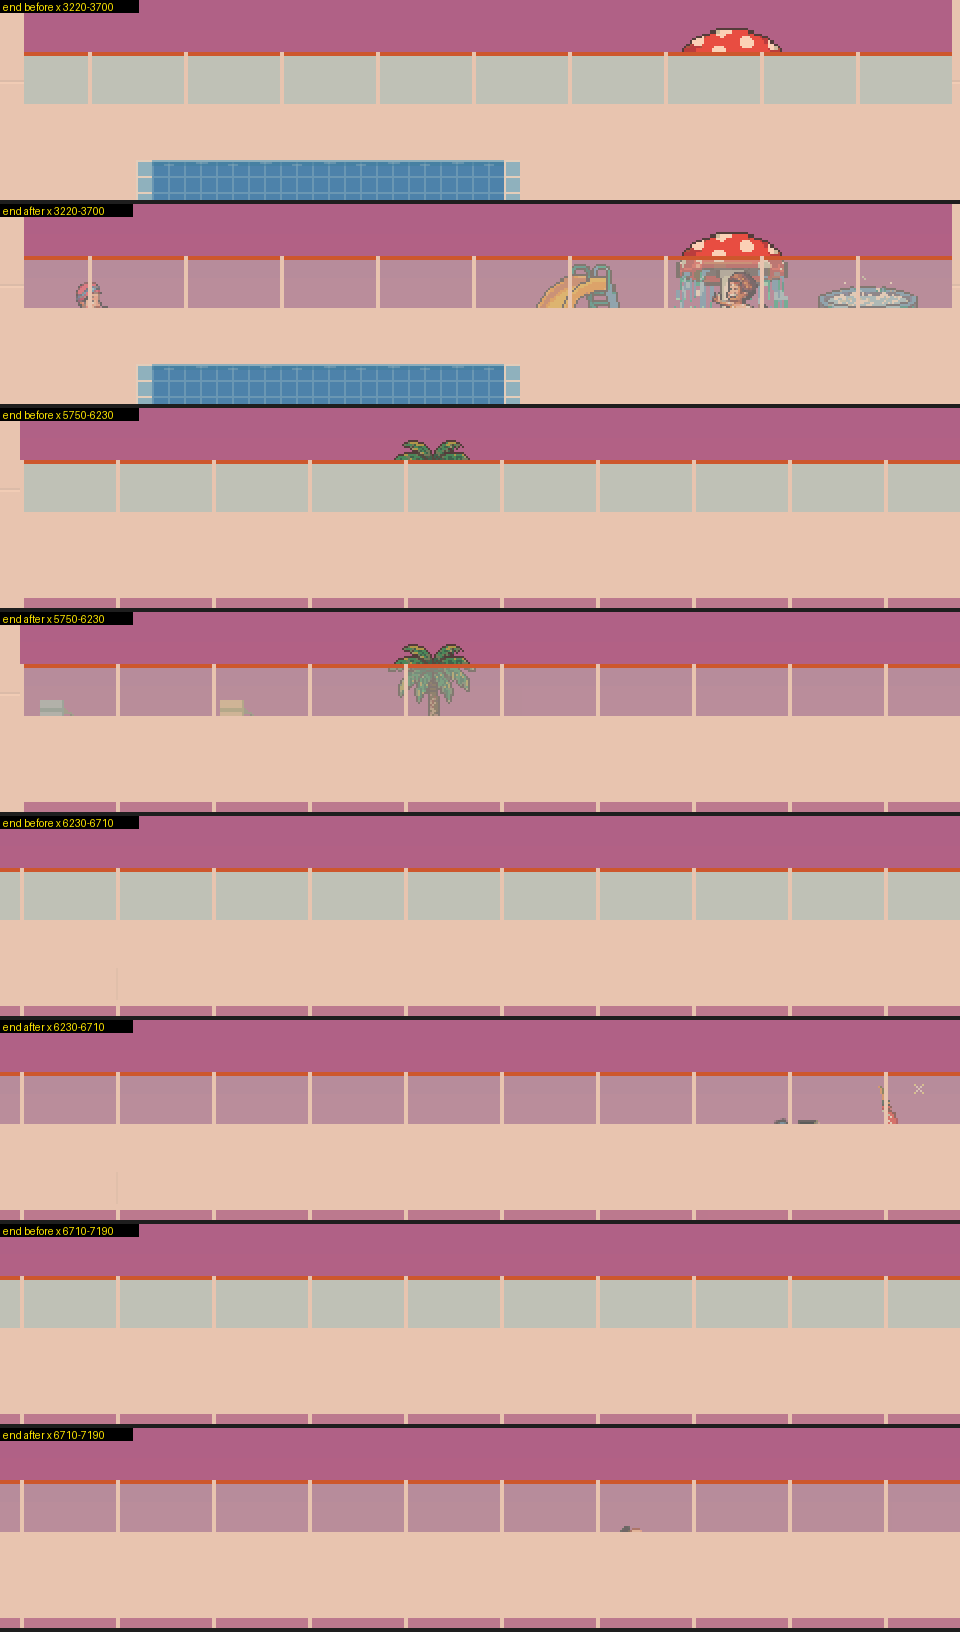 end before x 3220-3700
end after x 3220-3700
end before x 5750-6230
end after x 5750-6230
end before x 6230-6710
end after x 6230-6710
end before x 6710-7190
end after x 6710-7190